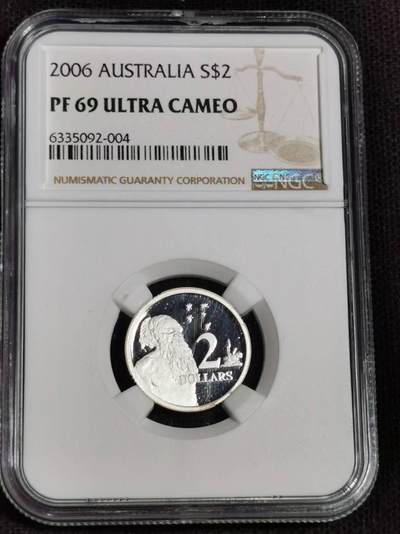 2006 AUSTRALIA S$2
PF 69 ULTRA CAMEO
6335092-004
NUMISMATIC GUARANTY CORPORATION
NGC
2
DOLLARS